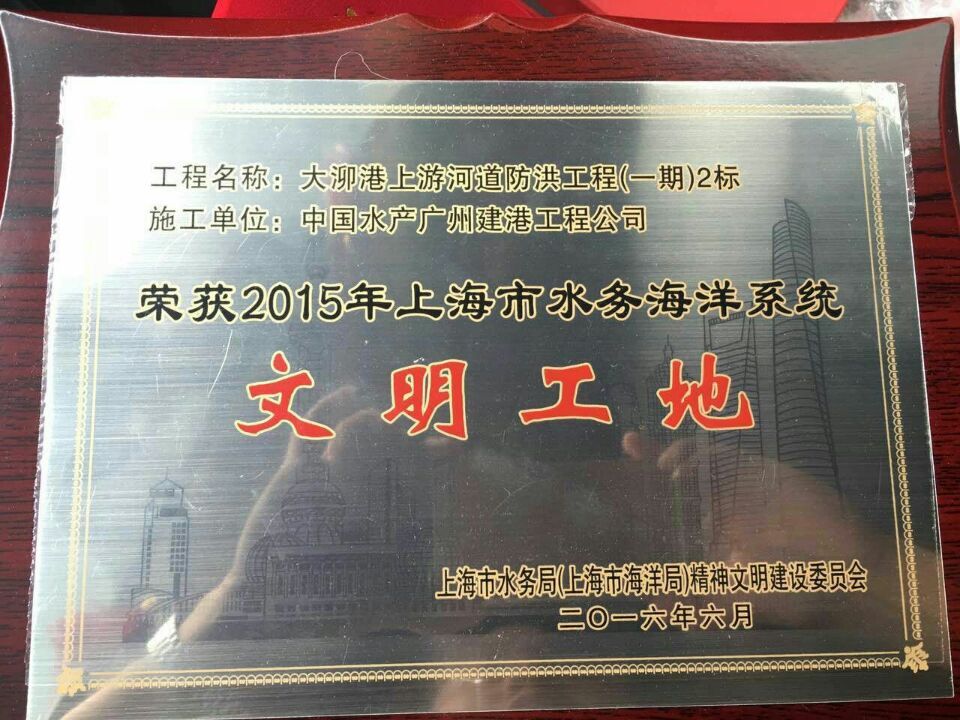 工程名称：大泖港上游河道防洪工程(一期)2标
施工单位：中国水产广州建港工程公司
荣获2015年上海市水务海洋系统
文明工地
上海市水务局(上海市海洋局)精神文明建设委员会
二〇一六年六月